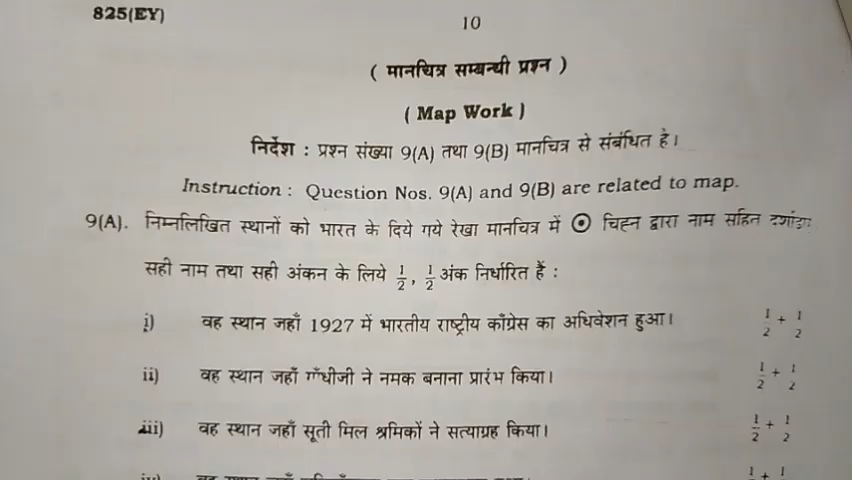 825(EY)
10
( मानचित्र सम्बन्धी प्रश्न )
( Map Work )
निर्देश : प्रश्न संख्या 9(A) तथा 9(B) मानचित्र से संबंधित है।
Instruction : Question Nos. 9(A) and 9(B) are related to map.
9(A). निम्नलिखित स्थानों को भारत के दिये गये रेखा मानचित्र में ⊙ चिह्न द्वारा नाम सहित
सही नाम तथा सही अंकन के लिये 1/2, 1/2 अंक निर्धारित हैं :
i) वह स्थान जहाँ 1927 में भारतीय राष्ट्रीय काँग्रेस का अधिवेशन हुआ। 1/2 + 1/2
ii) वह स्थान जहाँ गाँधीजी ने नमक बनाना प्रारंभ किया। 1/2 + 1/2
iii) वह स्थान जहाँ सूती मिल श्रमिकों ने सत्याग्रह किया। 1/2 + 1/2